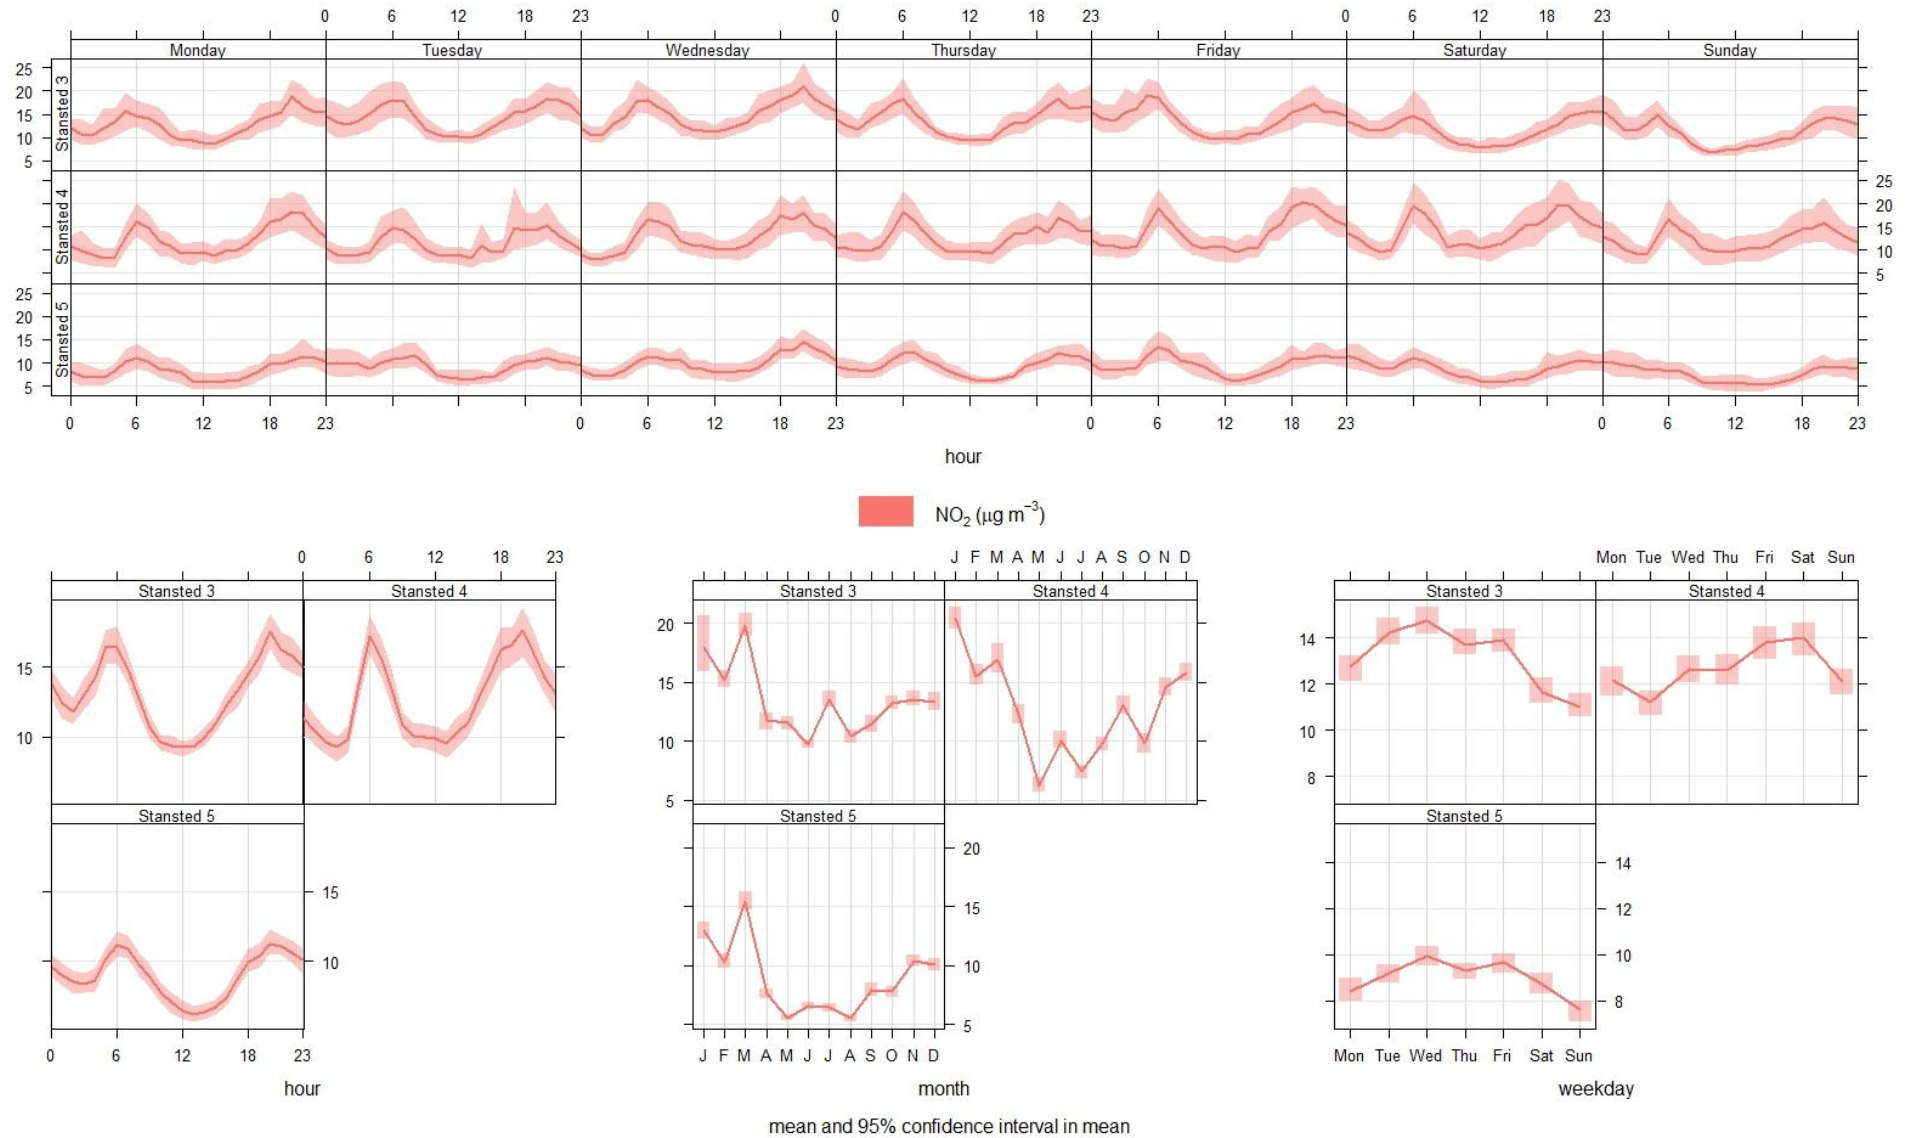 0 6 12 18 23 0 6 12 18 23 0 6 12 18 23
Monday Tuesday Wednesday Thursday Friday Saturday Sunday
Stansted 3
25
20
15
10
5
Stansted 4
25
20
15
10
5
Stansted 5
25
20
15
10
5
0 6 12 18 23 0 6 12 18 23 0 6 12 18 23 0 6 12 18 23
hour
NO₂ (μg m⁻³)
0 6 12 18 23
Stansted 3 Stansted 4
15
10
Stansted 5
15
10
0 6 12 18 23
hour
J F M A M J J A S O N D
Stansted 3 Stansted 4
20
15
10
5
Stansted 5
20
15
10
5
J F M A M J J A S O N D
month
Mon Tue Wed Thu Fri Sat Sun
Stansted 3 Stansted 4
14
12
10
8
Stansted 5
14
12
10
8
Mon Tue Wed Thu Fri Sat Sun
weekday
mean and 95% confidence interval in mean